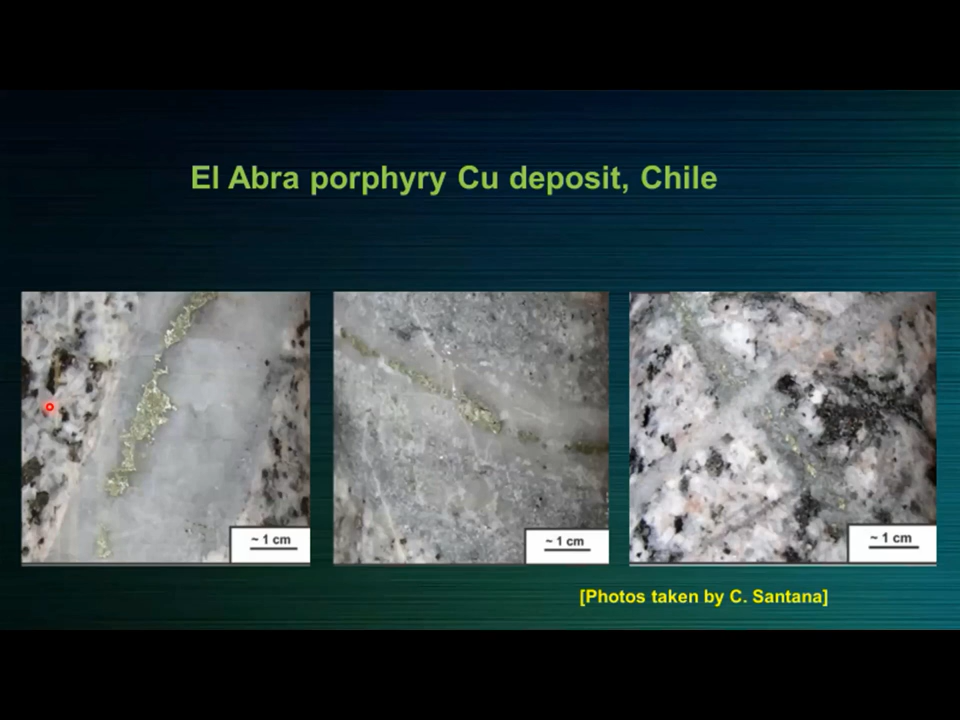 El Abra porphyry Cu deposit, Chile
~ 1 cm
~ 1 cm
~ 1 cm
[Photos taken by C. Santana]